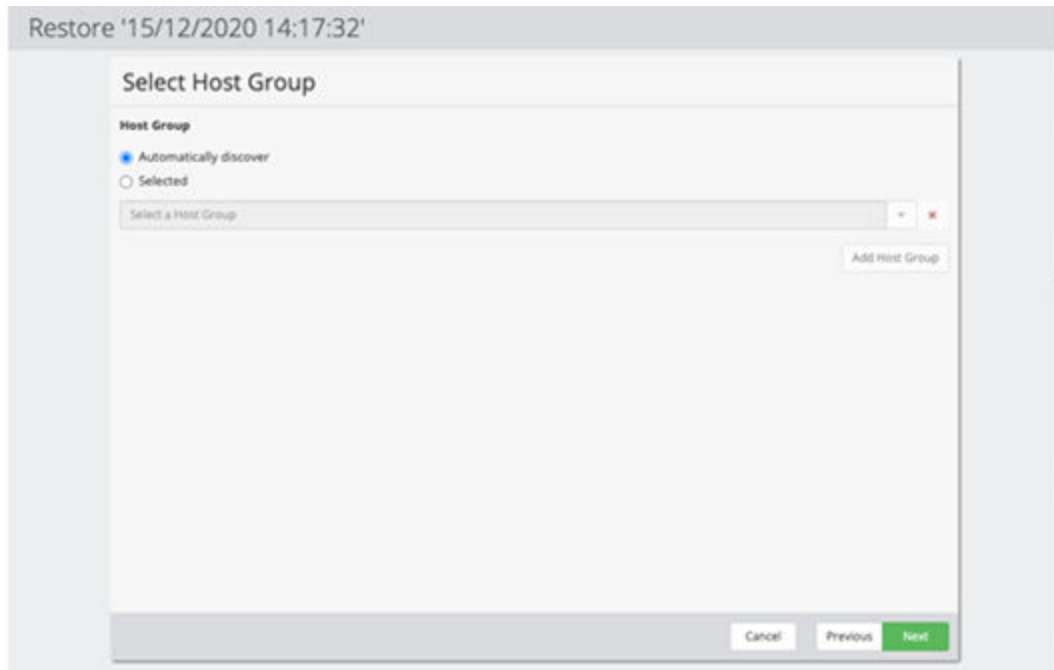 Restore '15/12/2020 14:17:32'
Select Host Group
Host Group
Automatically discover
Selected
Select a Host Group
Add Host Group
Cancel Previous Next